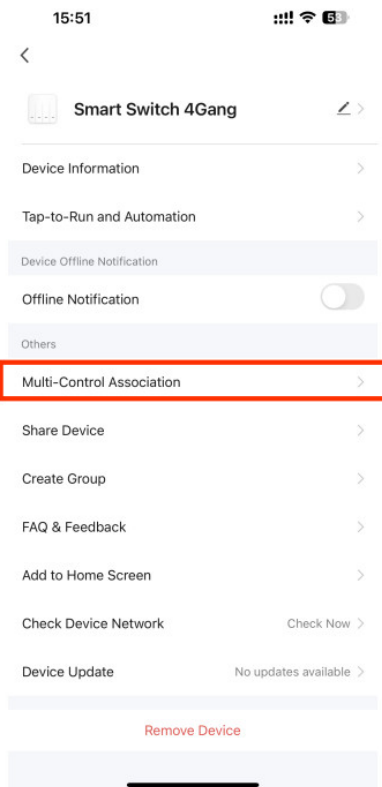 15:51
53
Smart Switch 4Gang
Device Information
Tap-to-Run and Automation
Device Offline Notification
Offline Notification
Others
Multi-Control Association
Share Device
Create Group
FAQ & Feedback
Add to Home Screen
Check Device Network Check Now
Device Update No updates available
Remove Device